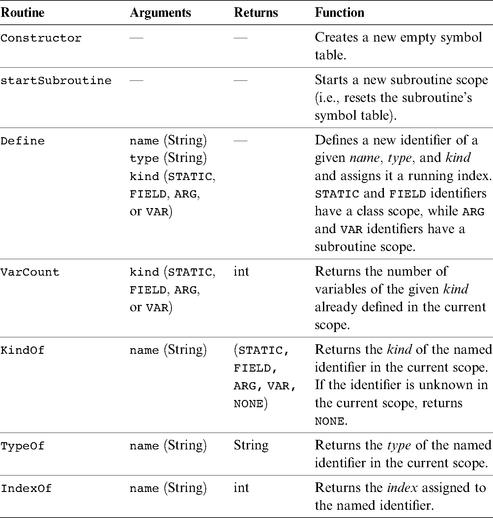 Routine Arguments Returns Function
Constructor — — Creates a new empty symbol
table.
startSubroutine — — Starts a new subroutine scope
(i.e., resets the subroutine's
symbol table).
Define name (String) — Defines a new identifier of a
type (String) given name, type, and kind
kind (STATIC, and assigns it a running index.
FIELD, ARG, STATIC and FIELD identifiers
or VAR) have a class scope, while ARG
and VAR identifiers have a
subroutine scope.
VarCount kind (STATIC, int Returns the number of
FIELD, ARG, variables of the given kind
or VAR) already defined in the current
scope.
KindOf name (String) (STATIC, Returns the kind of the named
FIELD, identifier in the current scope.
ARG, VAR, If the identifier is unknown in
NONE) the current scope, returns
NONE.
TypeOf name (String) String Returns the type of the named
identifier in the current scope.
IndexOf name (String) int Returns the index assigned to
the named identifier.